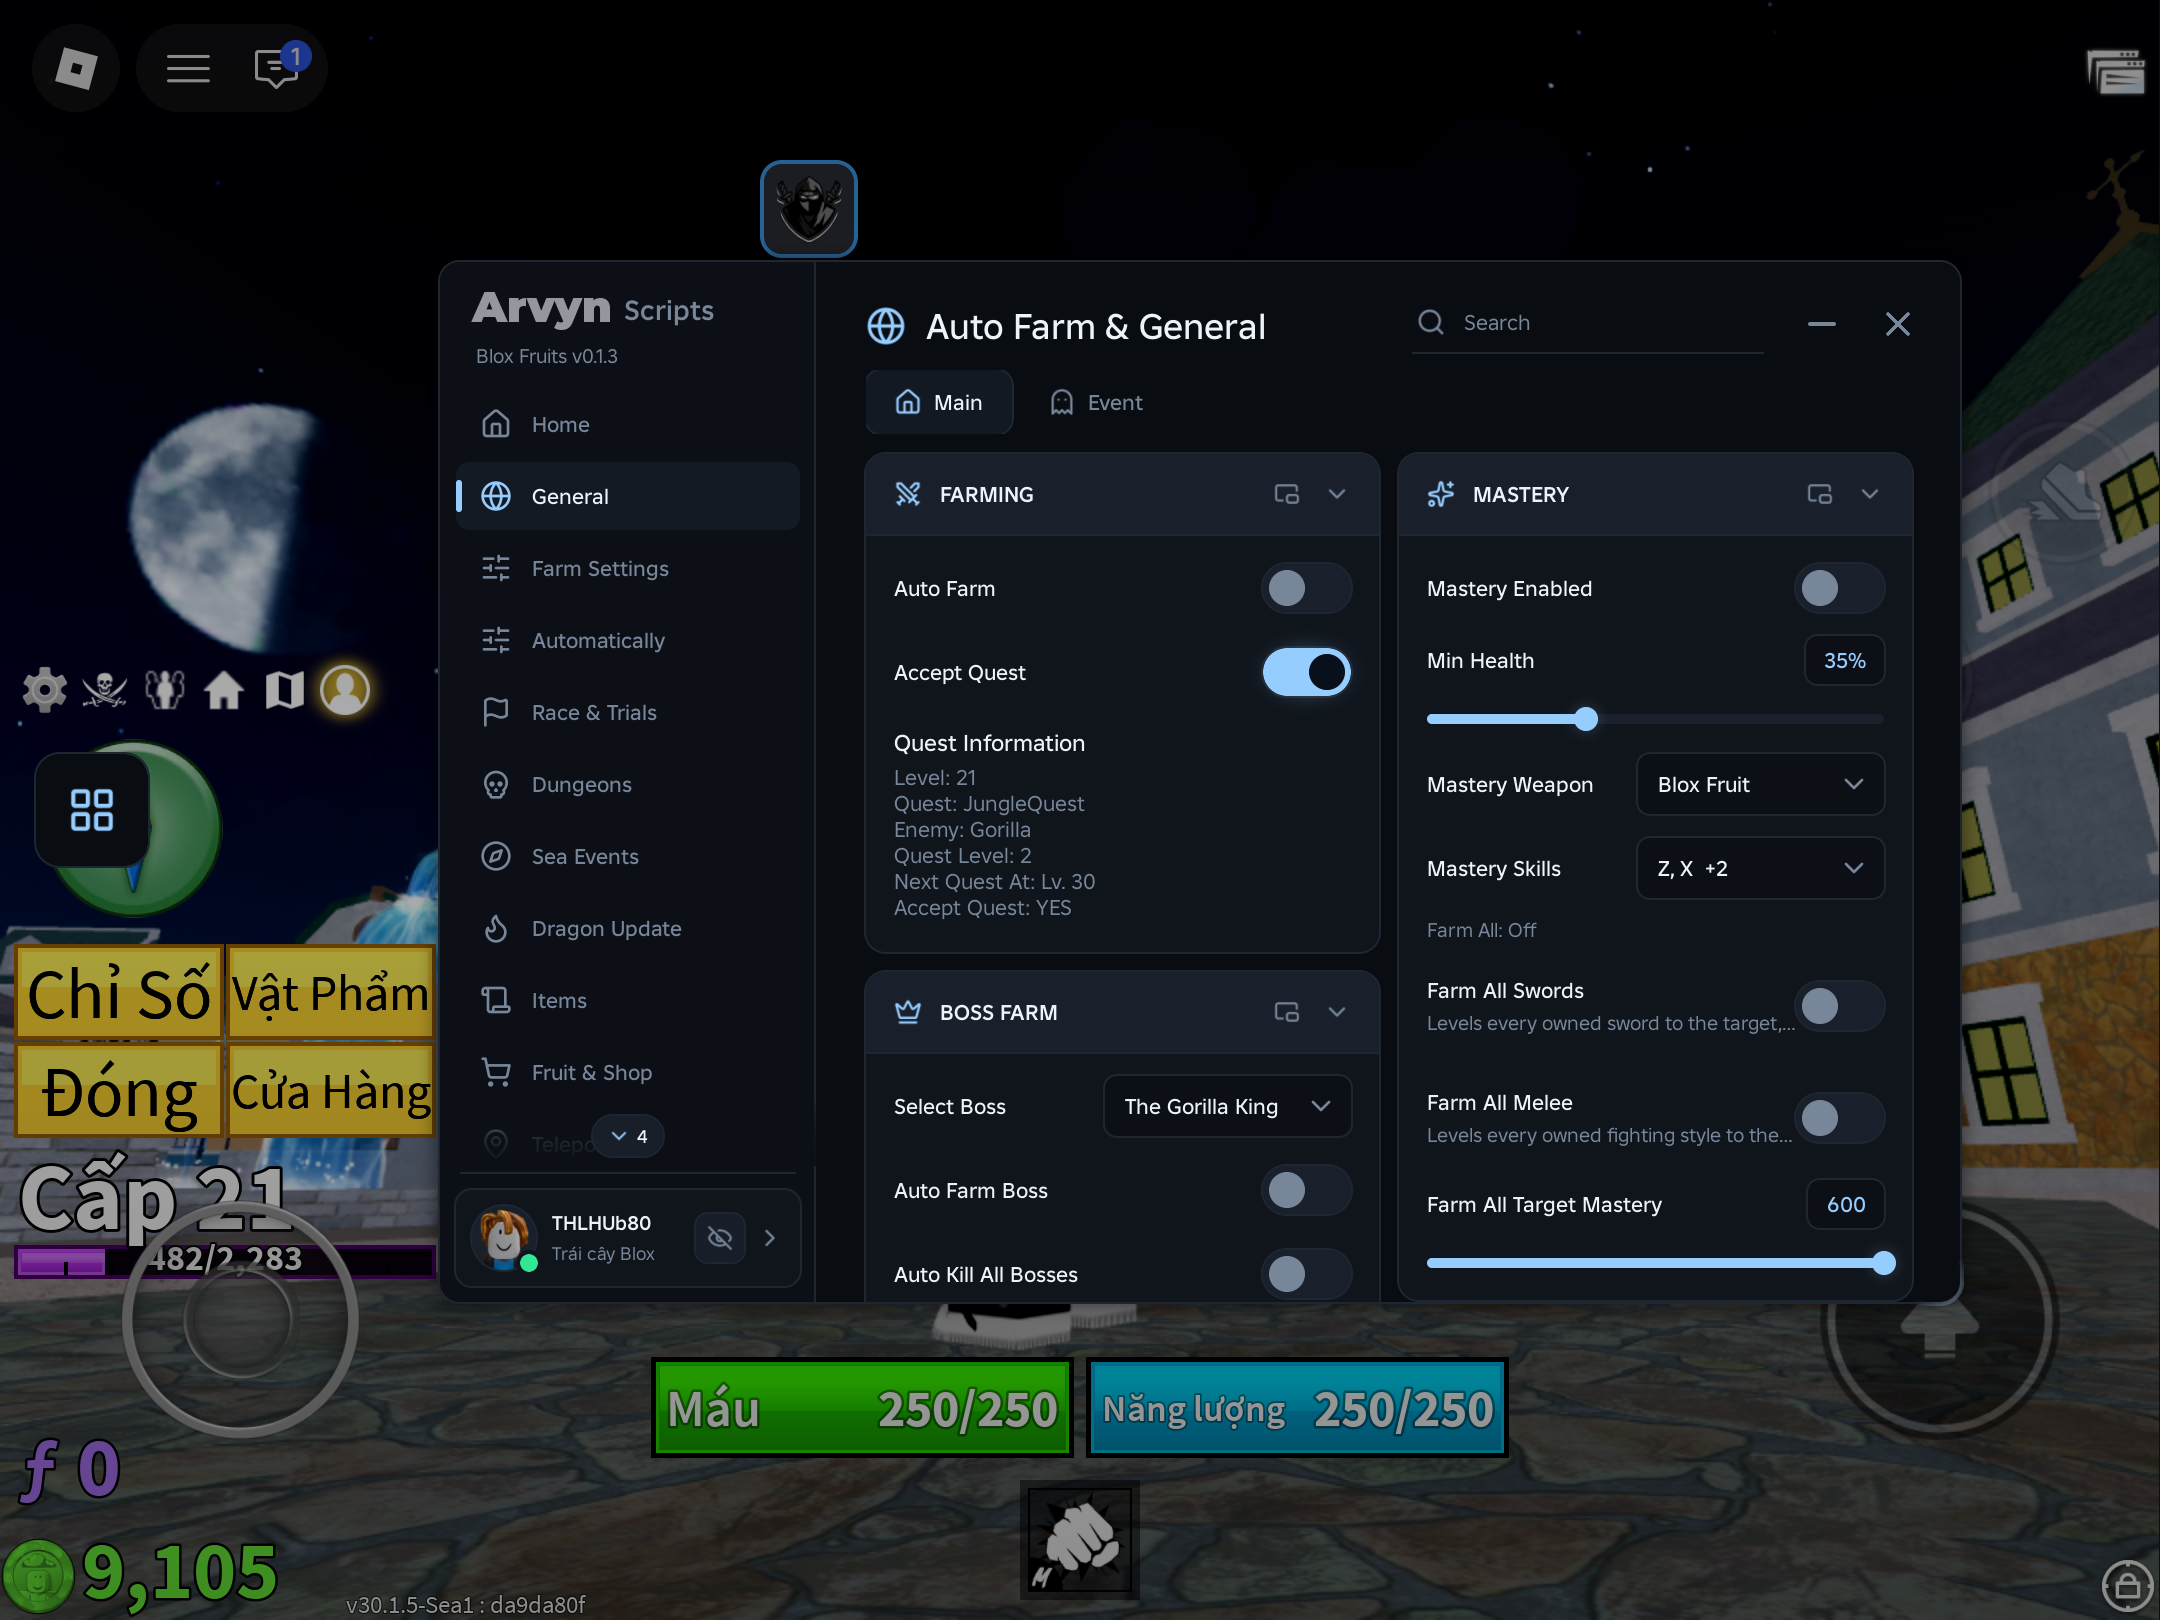 1
Arvyn Scripts
Blox Fruits v0.1.3
Home
General
Farm Settings
Automatically
Race & Trials
Dungeons
Sea Events
Dragon Update
Items
Fruit & Shop
4
THLHUb80
Trái cây Blox
Auto Farm & General
Search
Main
Event
FARMING
Auto Farm
Accept Quest
Quest Information
Level: 21
Quest: JungleQuest
Enemy: Gorilla
Quest Level: 2
Next Quest At: Lv. 30
Accept Quest: YES
BOSS FARM
Select Boss
The Gorilla King
Auto Farm Boss
Auto Kill All Bosses
MASTERY
Mastery Enabled
Min Health
35%
Mastery Weapon
Blox Fruit
Mastery Skills
Z, X +2
Farm All: Off
Farm All Swords
Levels every owned sword to the target,...
Farm All Melee
Levels every owned fighting style to the...
Farm All Target Mastery
600
Chỉ Số
Vật Phẩm
Đóng
Cửa Hàng
Cấp 21
482/2,283
Máu 250/250
Năng lượng 250/250
ƒ 0
M
9,105
v30.1.5-Sea1 : da9da80f